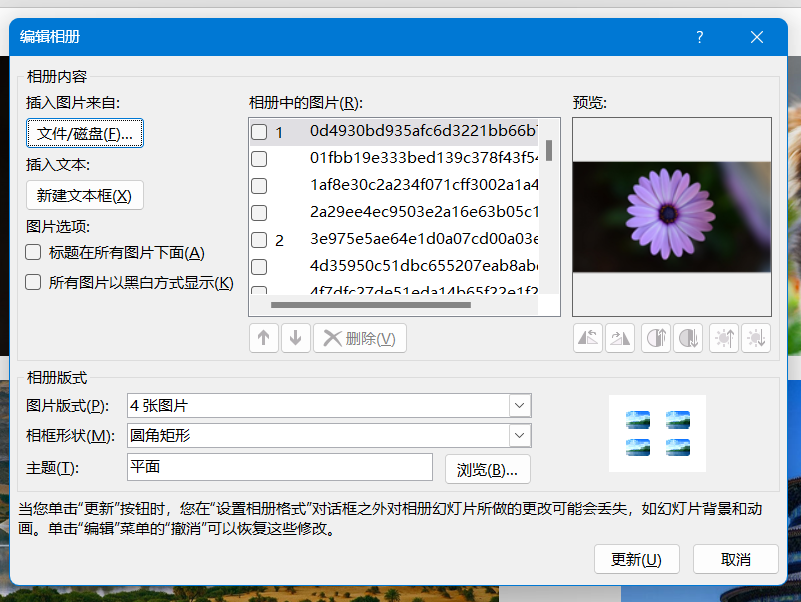 编辑相册
?
相册内容
插入图片来自:
文件/磁盘(F)...
插入文本:
新建文本框(X)
图片选项:
标题在所有图片下面(A)
所有图片以黑白方式显示(K)
相册中的图片(R):
1 0d4930bd935afc6d3221bb66b
01fbb19e333bed139c378f43f54
1af8e30c2a234f071cff3002a1a4
2a29ee4ec9503e2a16e63b05c1
2 3e975e5ae64e1d0a07cd00a03e
4d35950c51dbc655207eab8ab
4f7dfc27de51eda14b65f22e1f2
删除(V)
预览:
相册版式
图片版式(P):
4 张图片
相框形状(M):
圆角矩形
主题(T):
平面
浏览(B)...
当您单击“更新”按钮时，您在“设置相册格式”对话框之外对相册幻灯片所做的更改可能会丢失，如幻灯片背景和动
画。单击“编辑”菜单的“撤消”可以恢复这些修改。
更新(U)
取消